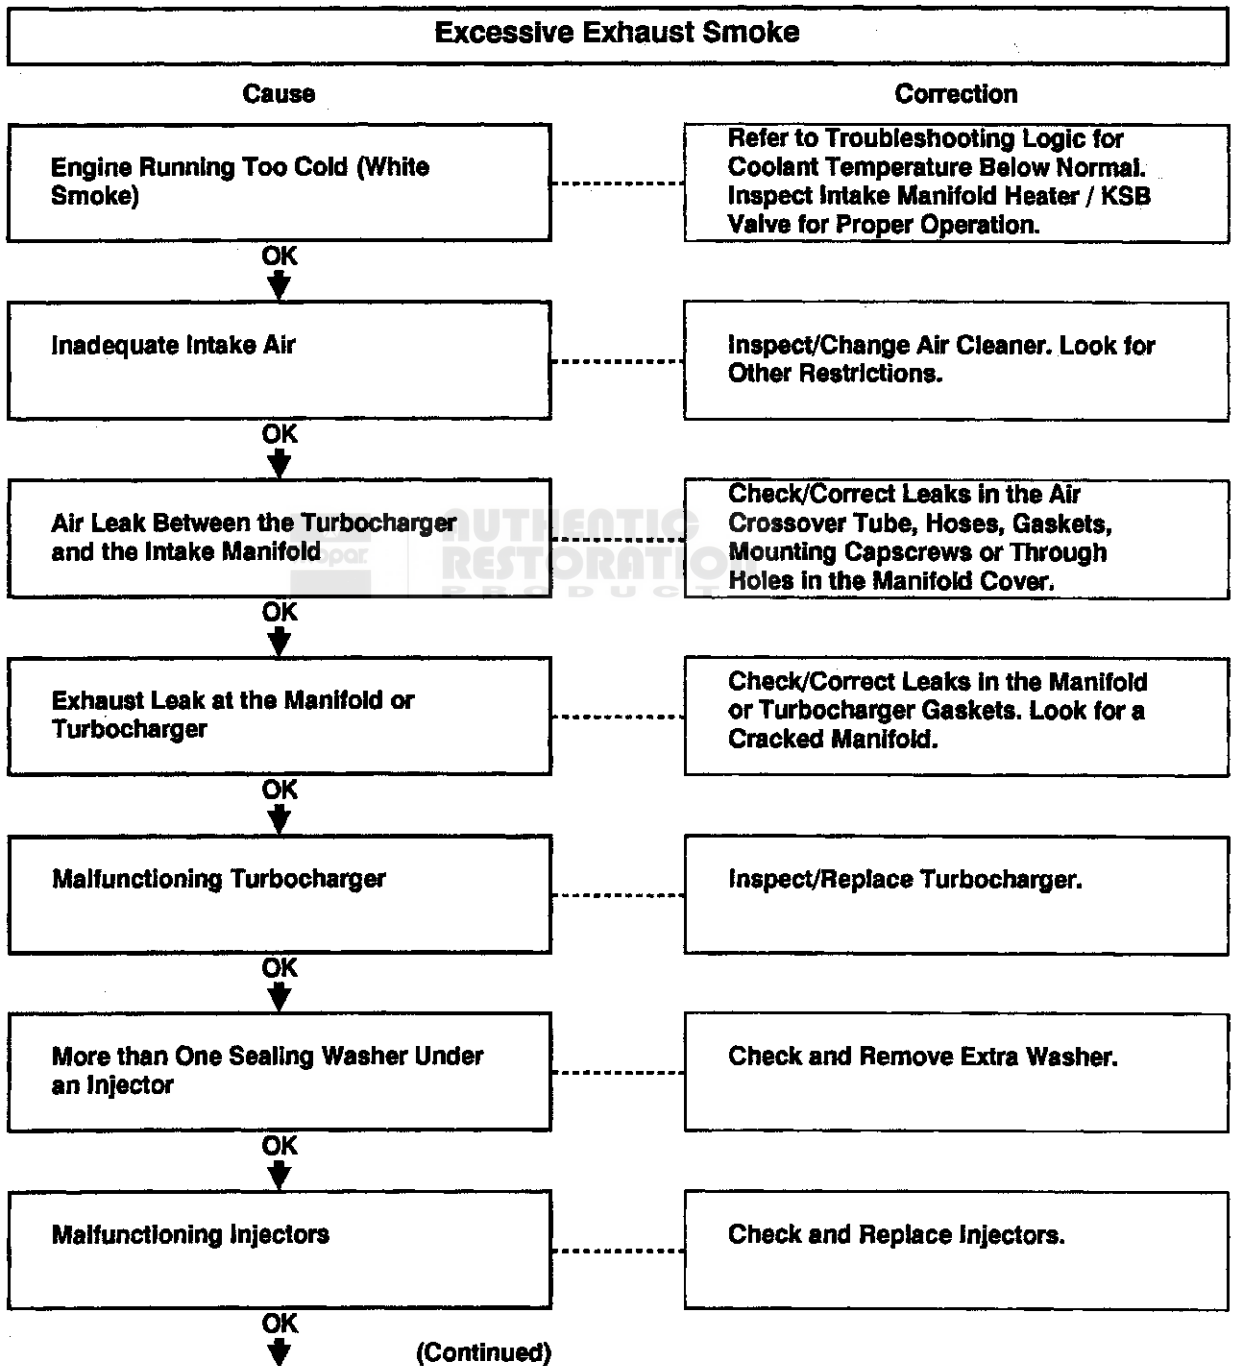 Excessive Exhaust Smoke
Cause
Correction
Engine Running Too Cold (White
Smoke)
Refer to Troubleshooting Logic for
Coolant Temperature Below Normal.
Inspect Intake Manifold Heater / KSB
Valve for Proper Operation.
OK
Inadequate Intake Air
Inspect/Change Air Cleaner. Look for
Other Restrictions.
OK
Air Leak Between the Turbocharger
and the Intake Manifold
Check/Correct Leaks in the Air
Crossover Tube, Hoses, Gaskets,
Mounting Capscrews or Through
Holes in the Manifold Cover.
mopar
AUTHENTIC
RESTORATION
PRODUCT
OK
Exhaust Leak at the Manifold or
Turbocharger
Check/Correct Leaks in the Manifold
or Turbocharger Gaskets. Look for a
Cracked Manifold.
OK
Malfunctioning Turbocharger
Inspect/Replace Turbocharger.
OK
More than One Sealing Washer Under
an Injector
Check and Remove Extra Washer.
OK
Malfunctioning Injectors
Check and Replace Injectors.
OK
(Continued)